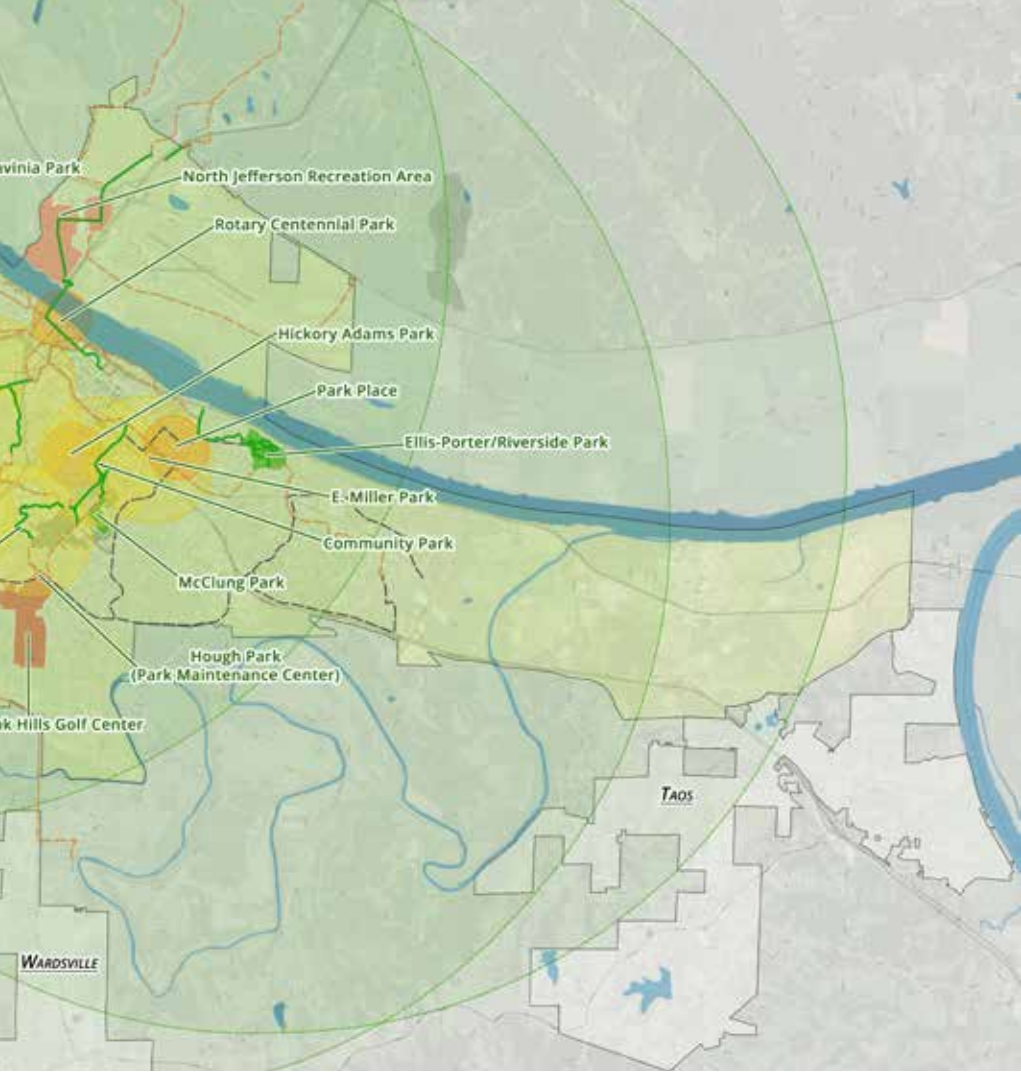 vinia Park
North Jefferson Recreation Area
Rotary Centennial Park
Hickory Adams Park
Park Place
Ellis-Porter/Riverside Park
E. Miller Park
Community Park
McClung Park
Hough Park
(Park Maintenance Center)
k Hills Golf Center
TAOS
WARDSVILLE